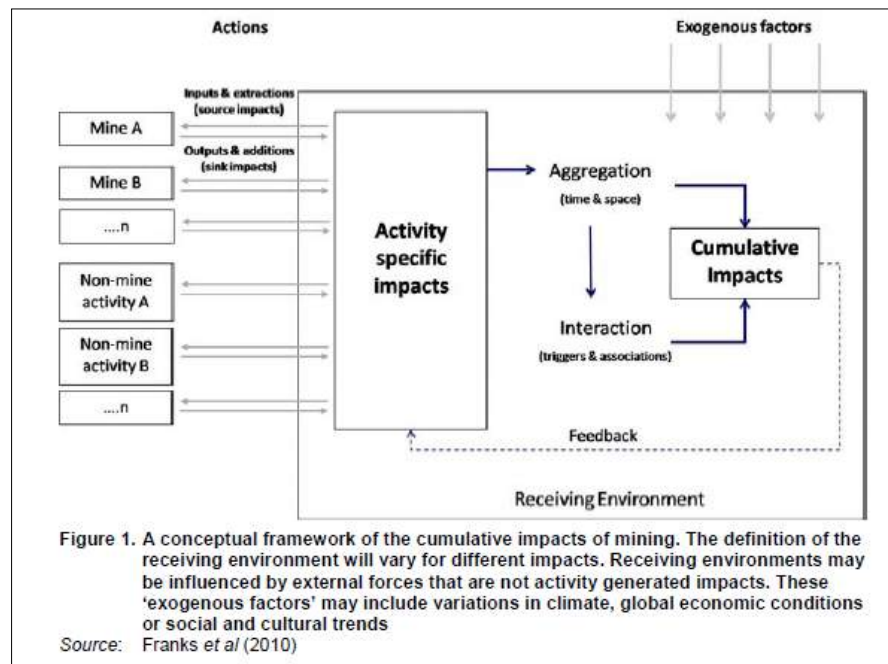 Actions
Exogenous factors
Inputs & extractions
(source impacts)
Mine A
Outputs & additions
(sink impacts)
Mine B
....n
Non-mine
activity A
Non-mine
activity B
....n
Activity
specific
impacts
Aggregation
(time & space)
Interaction
(triggers & associations)
Cumulative
Impacts
Feedback
Receiving Environment
Figure 1. A conceptual framework of the cumulative impacts of mining. The definition of the
receiving environment will vary for different impacts. Receiving environments may
be influenced by external forces that are not activity generated impacts. These
‘exogenous factors’ may include variations in climate, global economic conditions
or social and cultural trends
Source: Franks et al (2010)